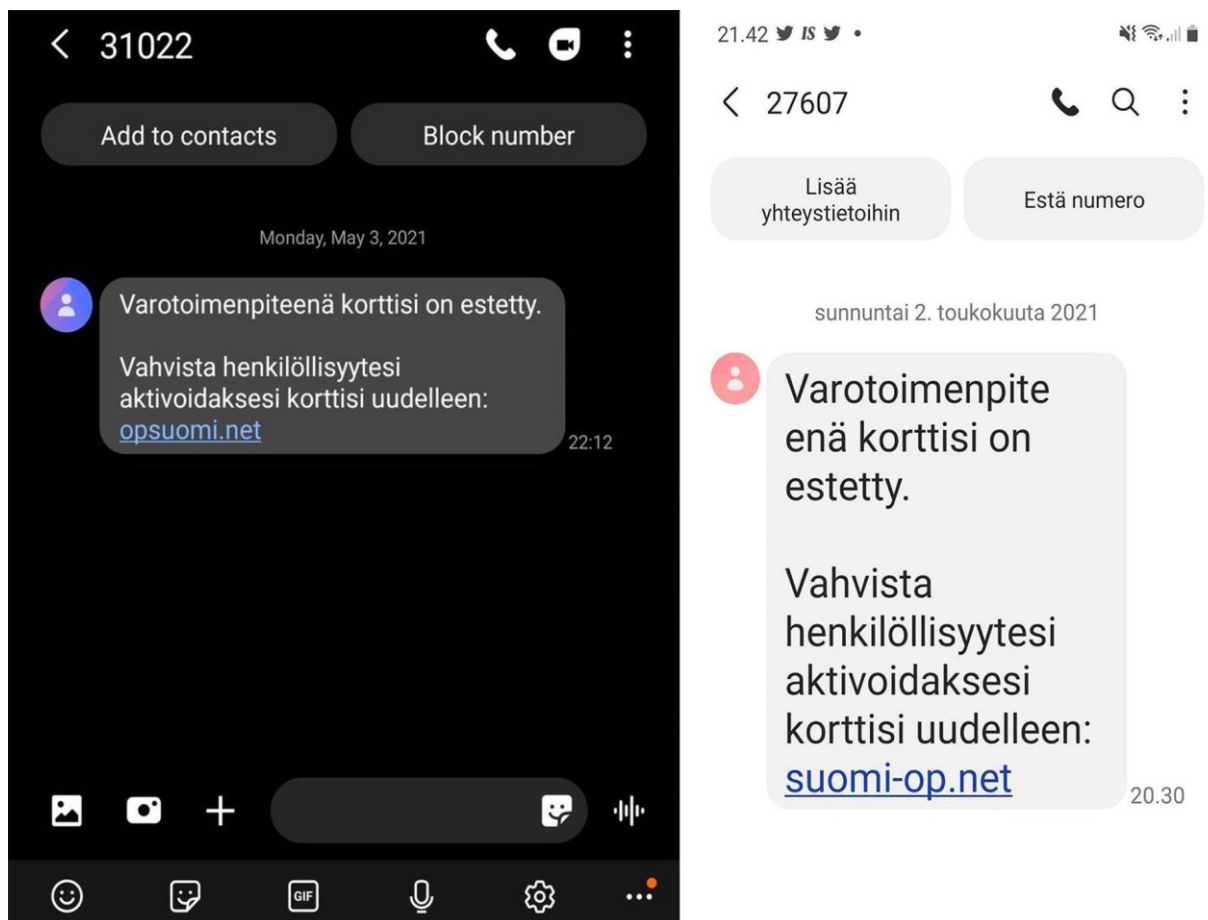 31022
Add to contacts
Block number
Monday, May 3, 2021
Varotoimenpiteenä korttisi on estetty.
Vahvista henkilöllisyytesi
aktivoidaksesi korttisi uudelleen:
opsuomi.net
22:12
GIF
21.42 IS
27607
Lisää
yhteystietoihin
Estä numero
sunnuntai 2. toukokuuta 2021
Varotoimenpite
enä korttisi on
estetty.
Vahvista
henkilöllisyytesi
aktivoidaksesi
korttisi uudelleen:
suomi-op.net
20.30